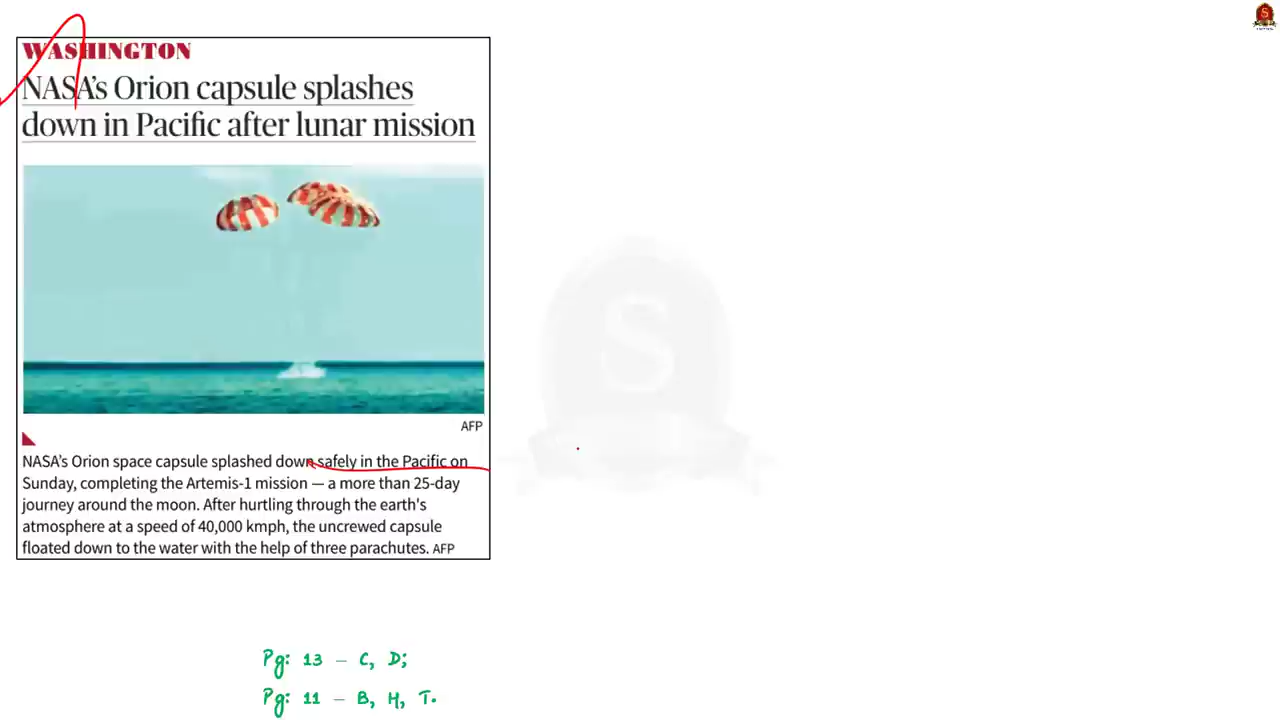 WASHINGTON
NASA's Orion capsule splashes
down in Pacific after lunar mission
AFP
NASA's Orion space capsule splashed down safely in the Pacific on
Sunday, completing the Artemis-1 mission — a more than 25-day
journey around the moon. After hurtling through the earth's
atmosphere at a speed of 40,000 kmph, the uncrewed capsule
floated down to the water with the help of three parachutes. AFP
Pg: 13 – C, D;
Pg: 11 – B, H, T.
S
S